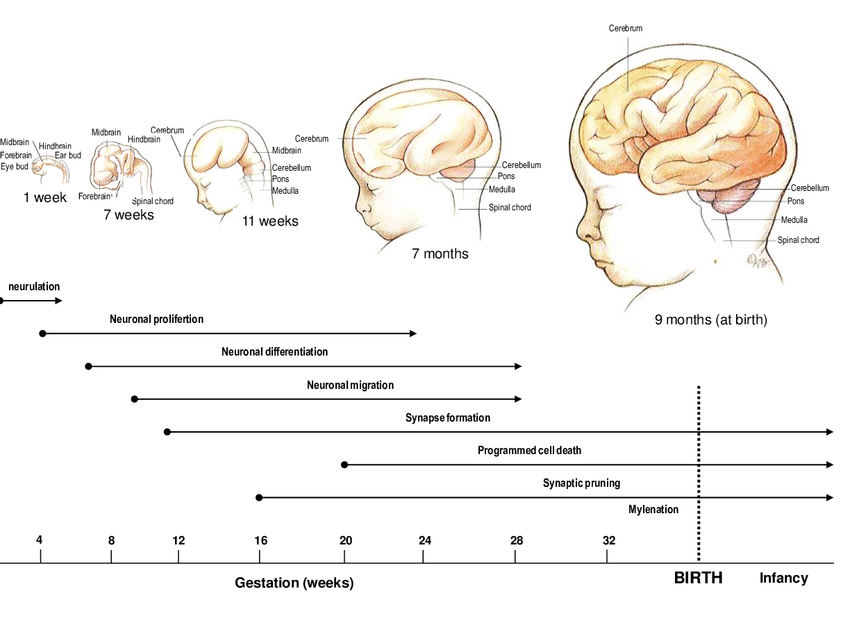 Cerebrum
Midbrain
Hindbrain
Forebrain
Ear bud
Eye bud
1 week
Midbrain
Hindbrain
Forebrain
Spinal chord
7 weeks
Cerebrum
Midbrain
Cerebellum
Pons
Medulla
11 weeks
Cerebrum
Cerebellum
Pons
Medulla
Spinal chord
7 months
Cerebellum
Pons
Medulla
Spinal chord
9 months (at birth)
neurulation
Neuronal prolifertion
Neuronal differentiation
Neuronal migration
Synapse formation
Programmed cell death
Synaptic pruning
Mylenation
4 8 12 16 20 24 28 32
Gestation (weeks) BIRTH Infancy